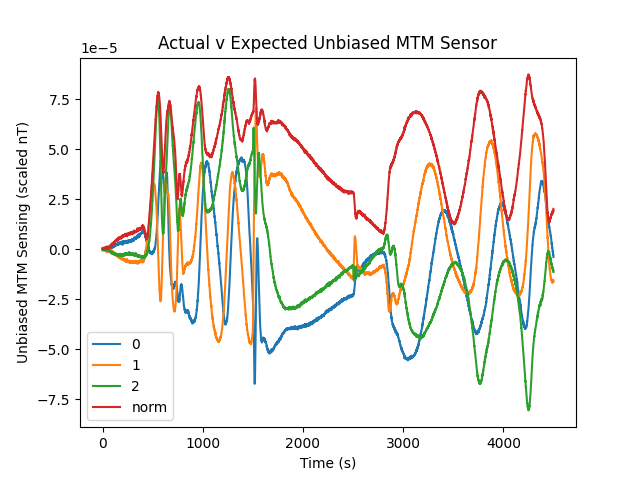 Actual v Expected Unbiased MTM Sensor
1e−5
7.5
5.0
2.5
0.0
−2.5
−5.0
−7.5
Unbiased MTM Sensing (scaled nT)
0
1
2
norm
0 1000 2000 3000 4000
Time (s)